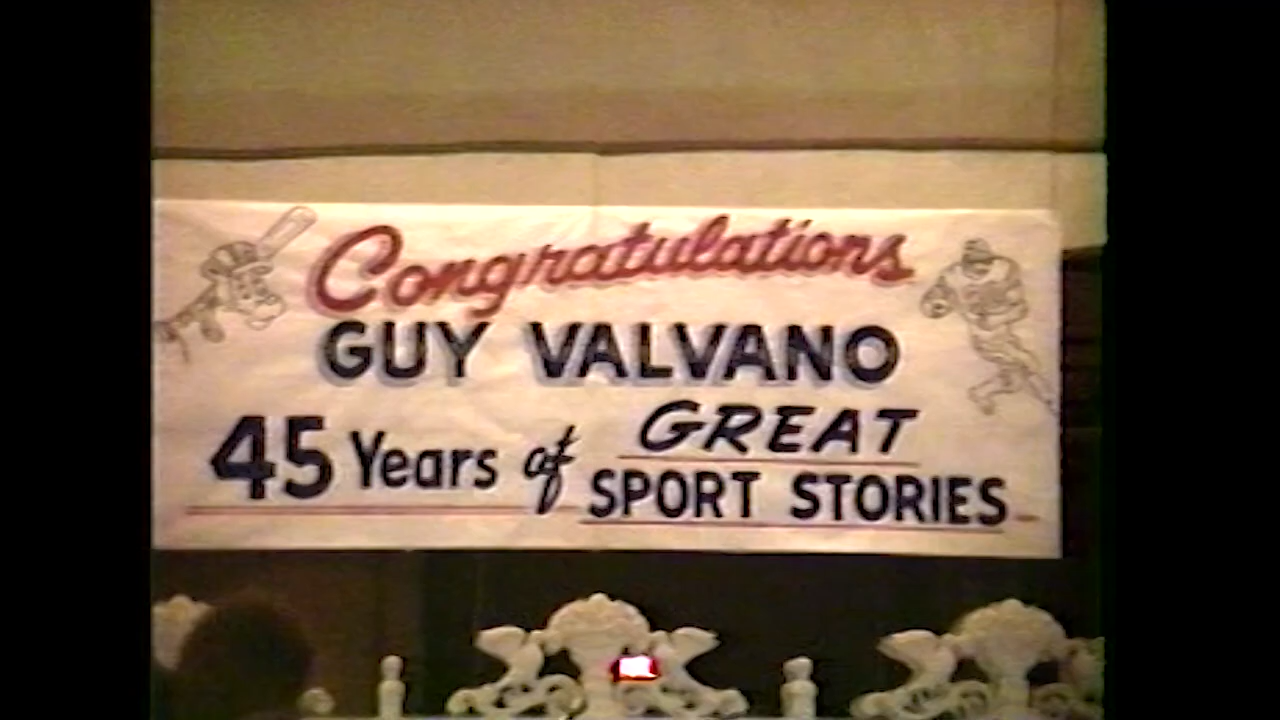 Congratulations
GUY VALVANO
45 Years of GREAT
SPORT STORIES